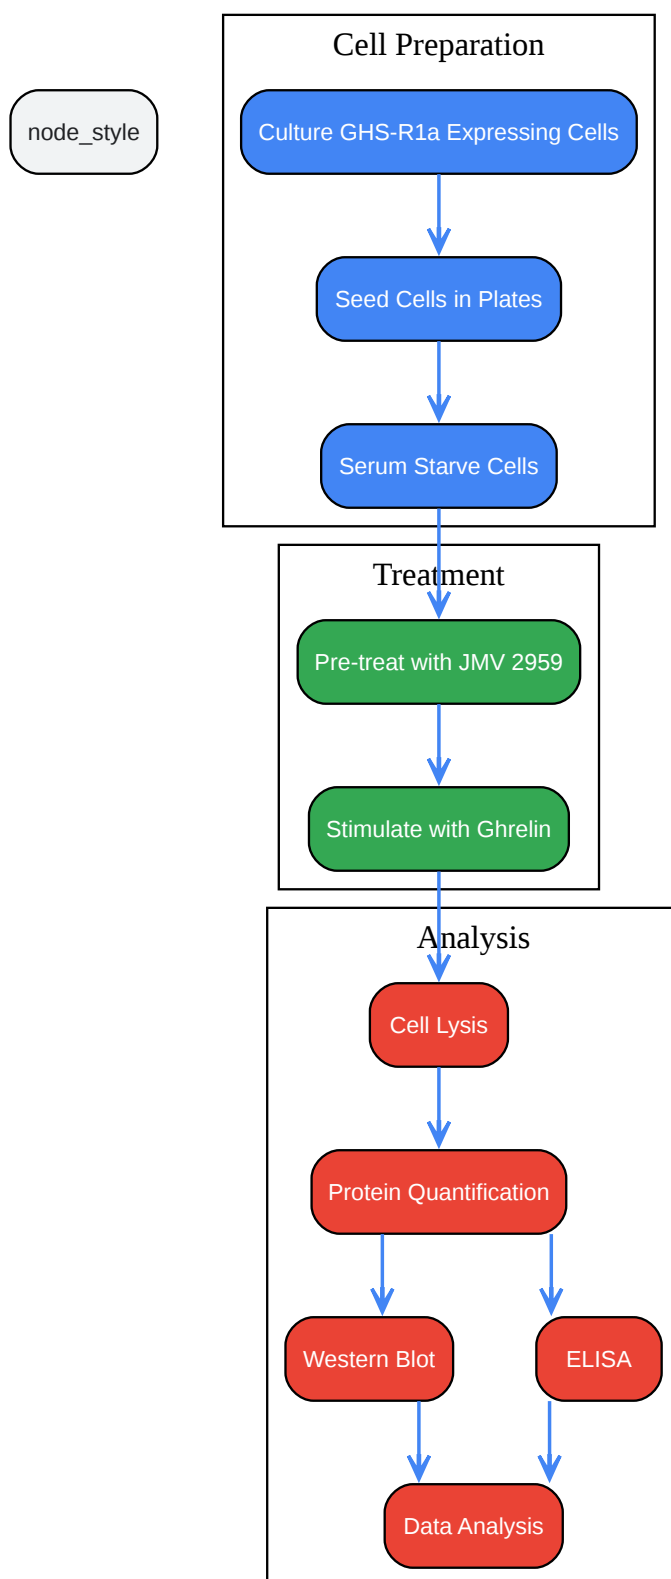 Cell Preparation
node_style
Culture GHS-R1a Expressing Cells
Seed Cells in Plates
Serum Starve Cells
Treatment
Pre-treat with JMV 2959
Stimulate with Ghrelin
Analysis
Cell Lysis
Protein Quantification
Western Blot
ELISA
Data Analysis